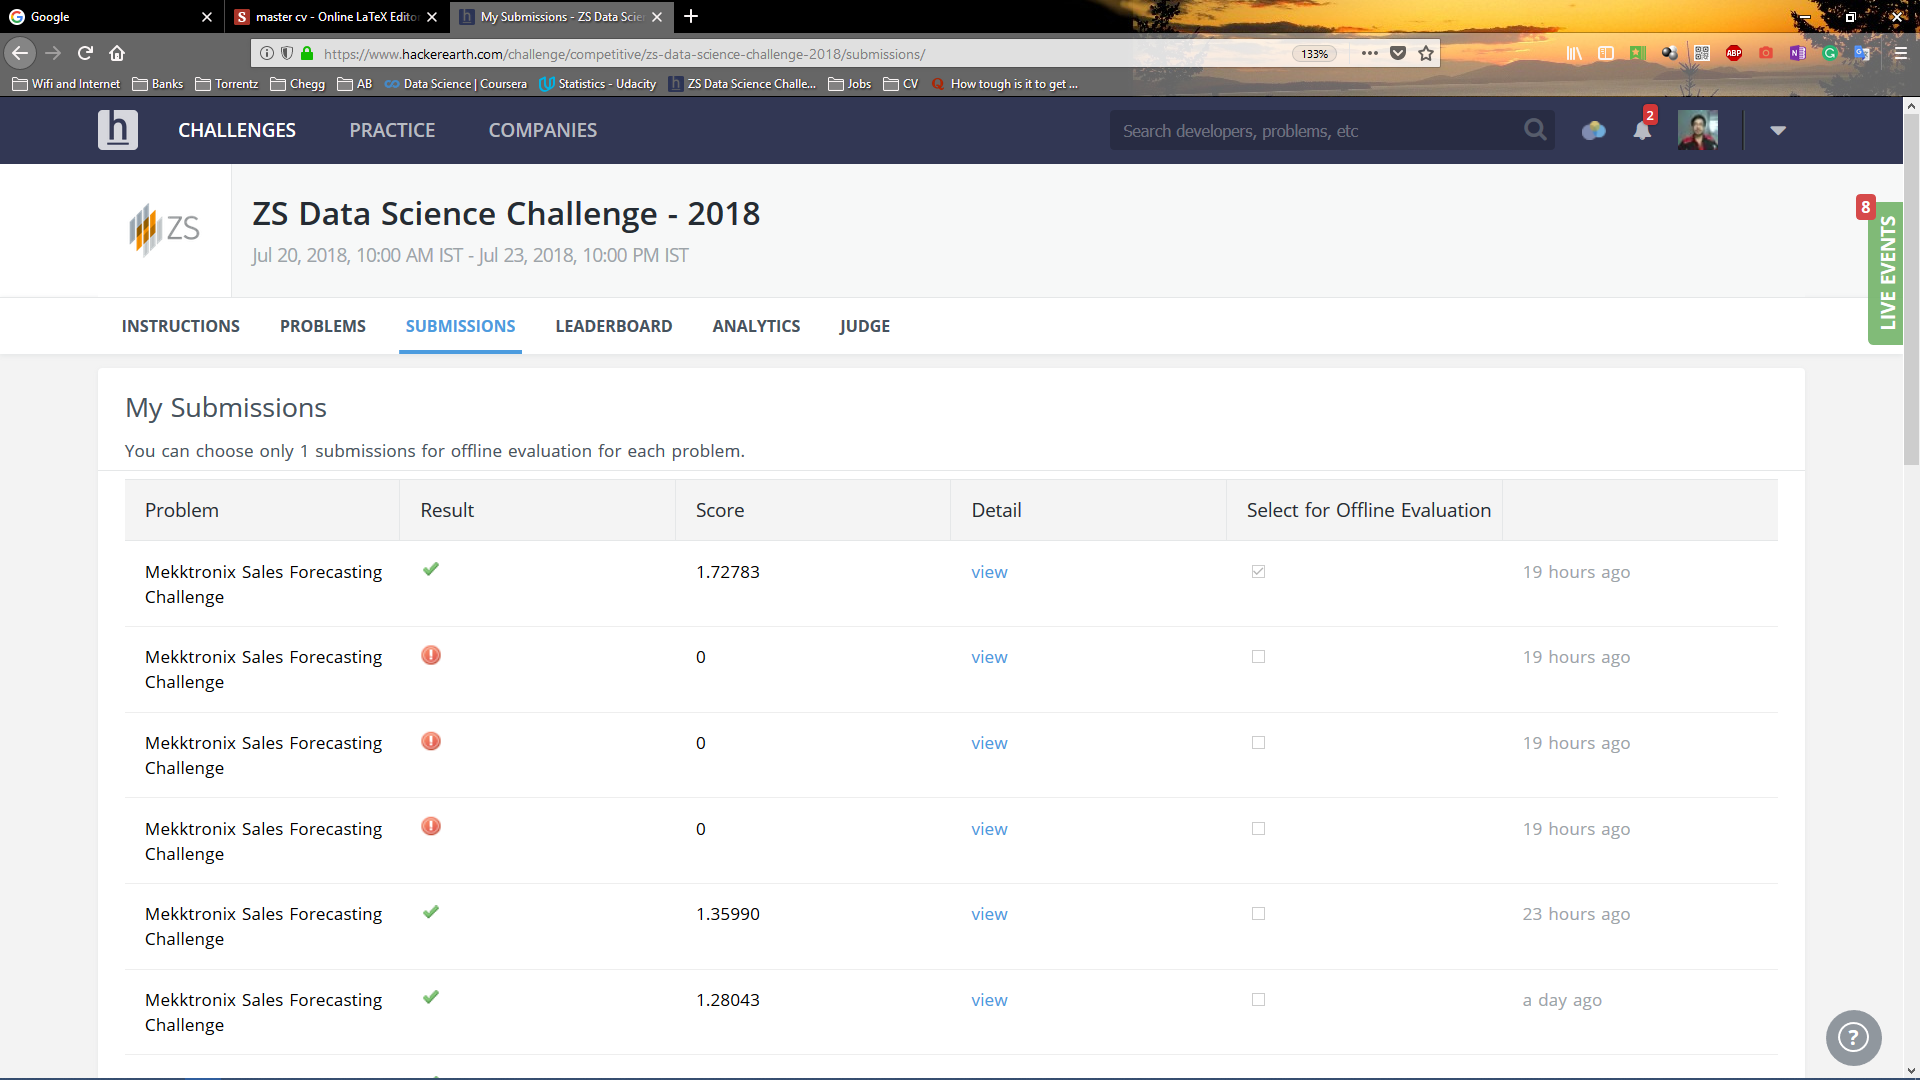 Google
master cv - Online LaTeX Edito
My Submissions - ZS Data Scie
https://www.hackerearth.com/challenge/competitive/zs-data-science-challenge-2018/submissions/
133%
ABP
Wifi and Internet
Banks
Torrentz
Chegg
AB
Data Science | Coursera
Statistics - Udacity
ZS Data Science Challe...
Jobs
CV
How tough is it to get ...
h
CHALLENGES
PRACTICE
COMPANIES
Search developers, problems, etc
2
ZS
ZS Data Science Challenge - 2018
Jul 20, 2018, 10:00 AM IST - Jul 23, 2018, 10:00 PM IST
8
LIVE EVENTS
INSTRUCTIONS
PROBLEMS
SUBMISSIONS
LEADERBOARD
ANALYTICS
JUDGE
My Submissions
You can choose only 1 submissions for offline evaluation for each problem.
Problem
Result
Score
Detail
Select for Offline Evaluation
Mekktronix Sales Forecasting
Challenge
1.72783
view
19 hours ago
Mekktronix Sales Forecasting
Challenge
0
view
19 hours ago
Mekktronix Sales Forecasting
Challenge
0
view
19 hours ago
Mekktronix Sales Forecasting
Challenge
0
view
19 hours ago
Mekktronix Sales Forecasting
Challenge
1.35990
view
23 hours ago
Mekktronix Sales Forecasting
Challenge
1.28043
view
a day ago
?